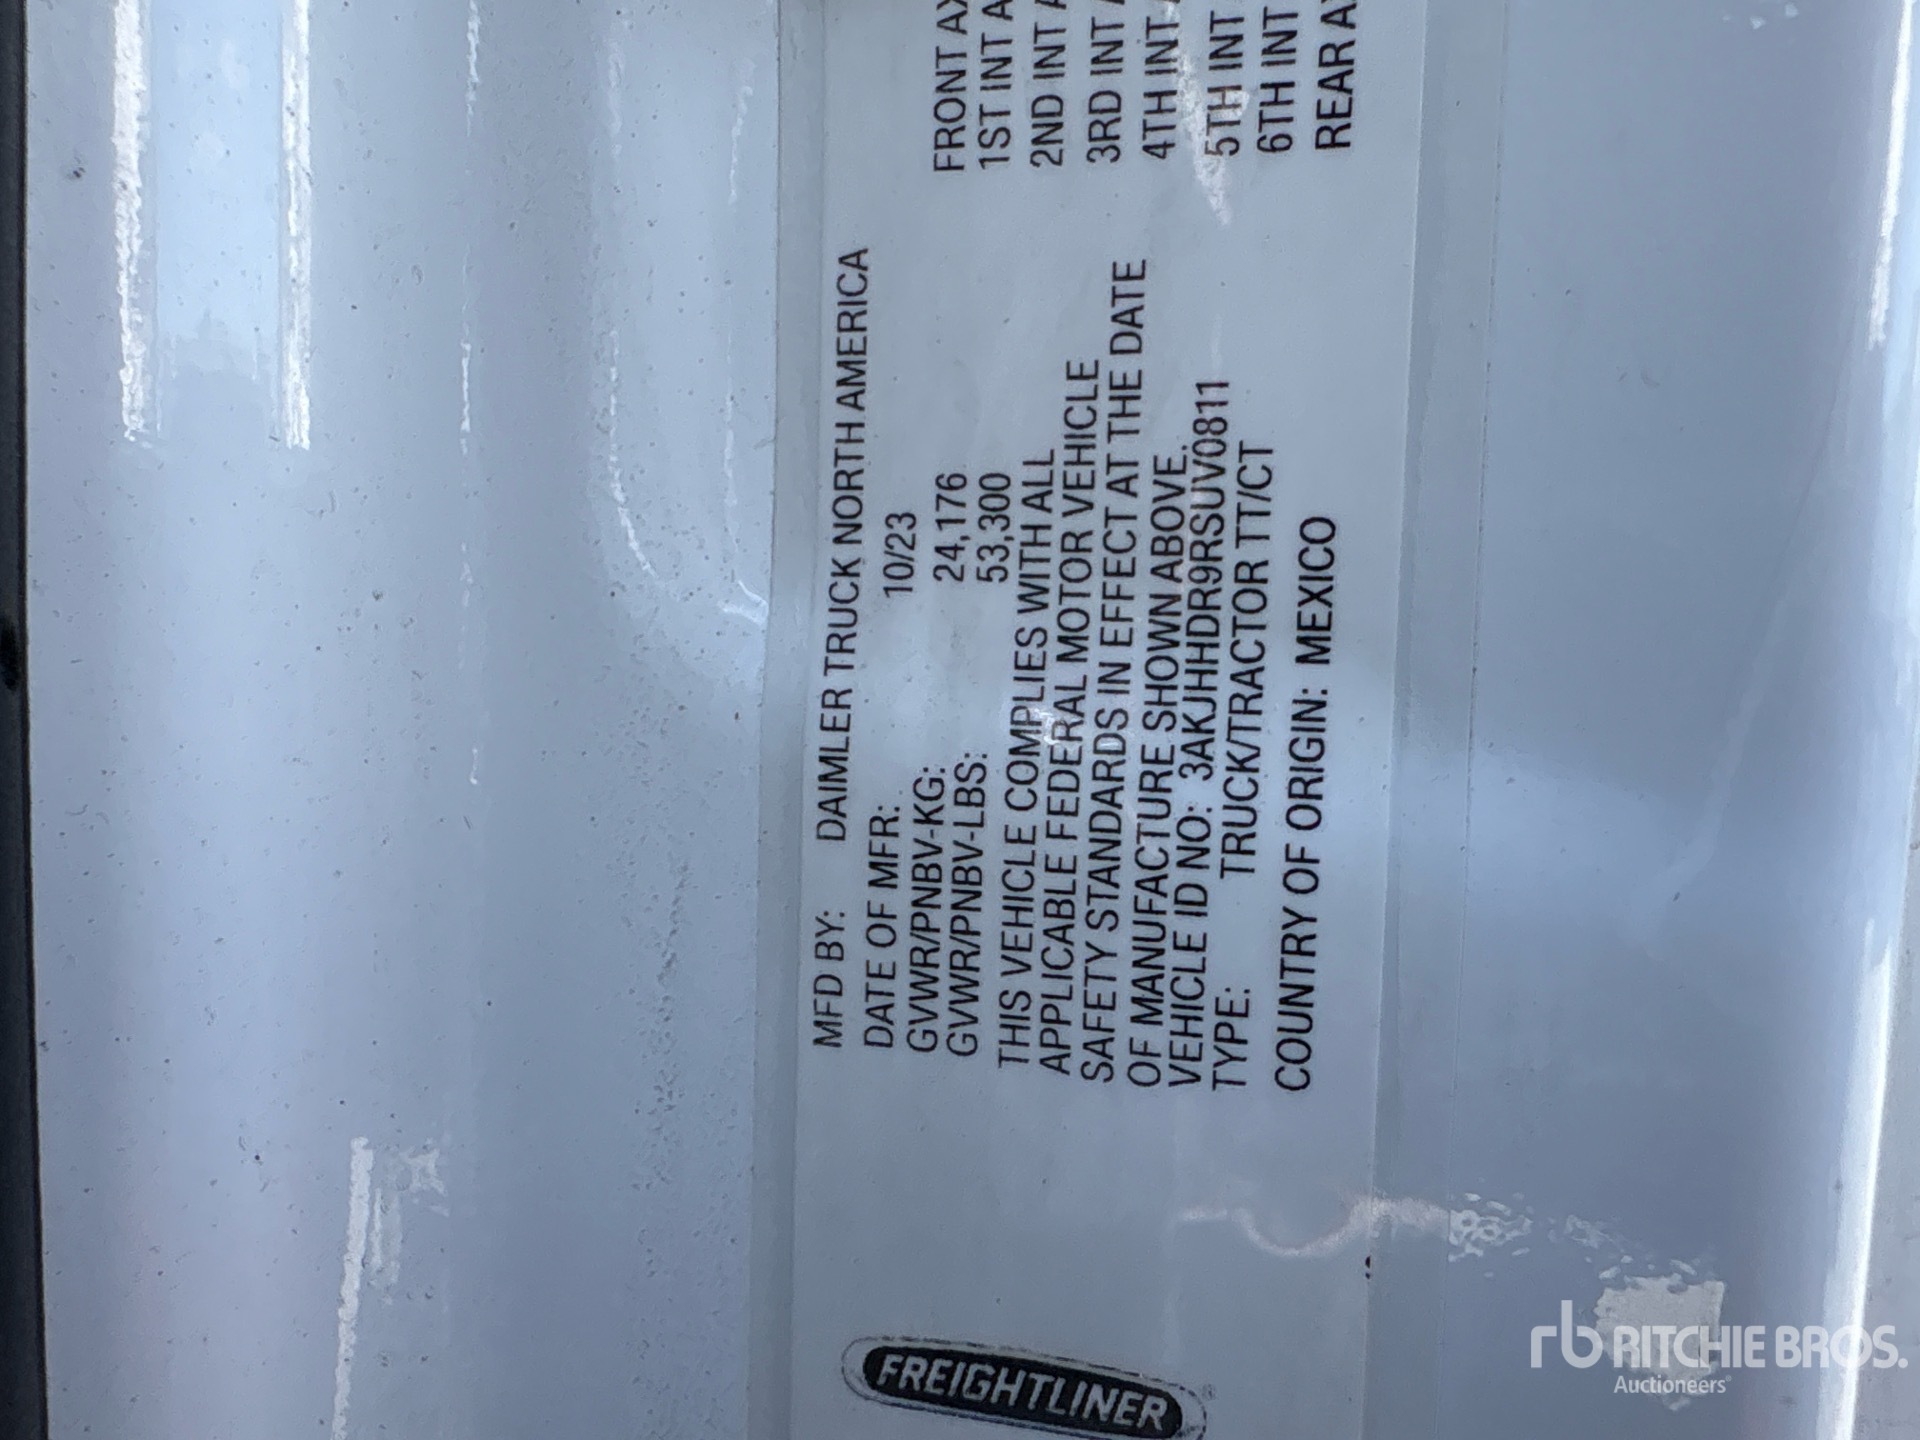 FREIGHTLINER
®
MFD BY: DAIMLER TRUCK NORTH AMERICA
DATE OF MFR: 10/23
GVWR/PNBV-KG: 24,176
GVWR/PNBV-LBS: 53,300
THIS VEHICLE COMPLIES WITH ALL
APPLICABLE FEDERAL MOTOR VEHICLE
SAFETY STANDARDS IN EFFECT AT THE DATE
OF MANUFACTURE SHOWN ABOVE.
VEHICLE ID NO: 3AKJHHDR9RSUV0811
TYPE: TRUCK/TRACTOR TT/CT
COUNTRY OF ORIGIN: MEXICO
FRONT
1ST INT
2ND INT
3RD INT
4TH INT
5TH INT
6TH INT
REAR
rb RITCHIE BROS.
Auctioneers